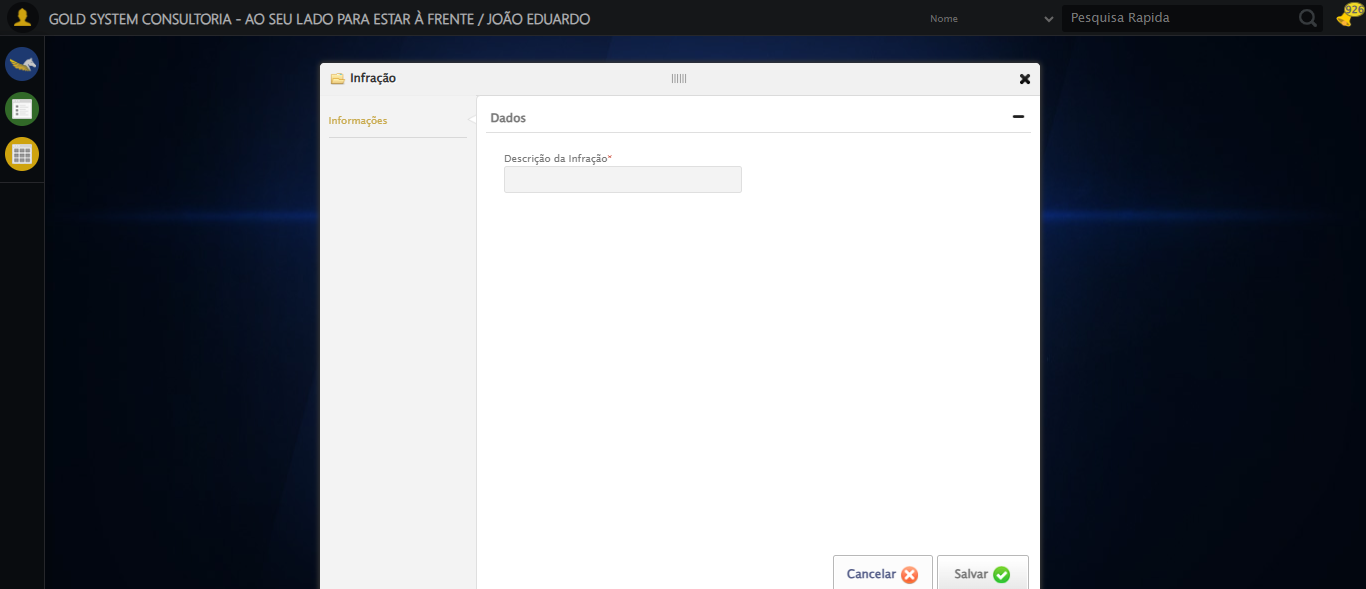 GOLD SYSTEM CONSULTORIA - AO SEU LADO PARA ESTAR À FRENTE / JOÃO EDUARDO
Nome
Pesquisa Rapida
926
Infração
Informações
Dados
Descrição da Infração*
Cancelar
Salvar